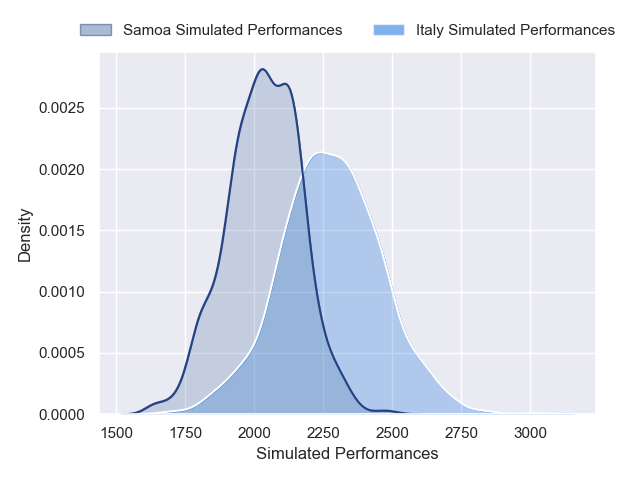 Samoa Simulated Performances Italy Simulated Performances
0.0025
0.0020
0.0015
0.0010
0.0005
0.0000
Density
1500 1750 2000 2250 2500 2750 3000
Simulated Performances